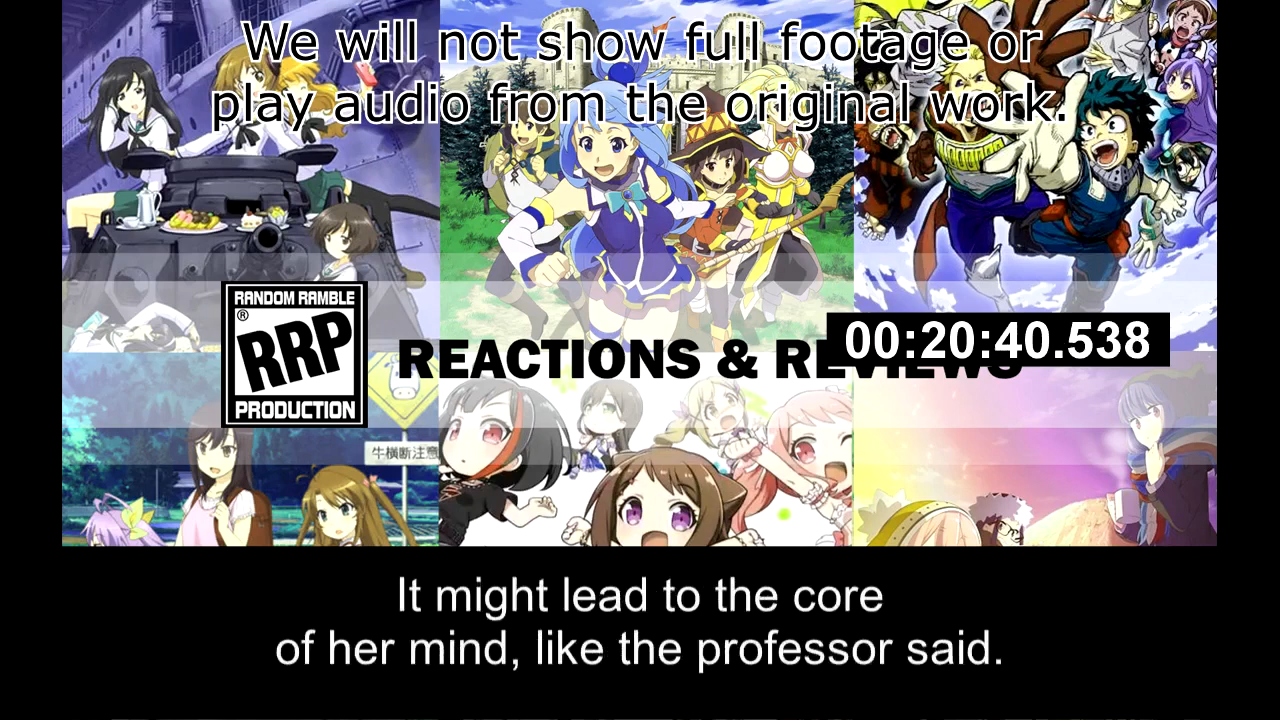 We will not show full footage or
play audio from the original work.
RANDOM RAMBLE
®
RRP
PRODUCTION
REACTIONS & REVIEWS
00:20:40.538
牛横断注意
It might lead to the core
of her mind, like the professor said.